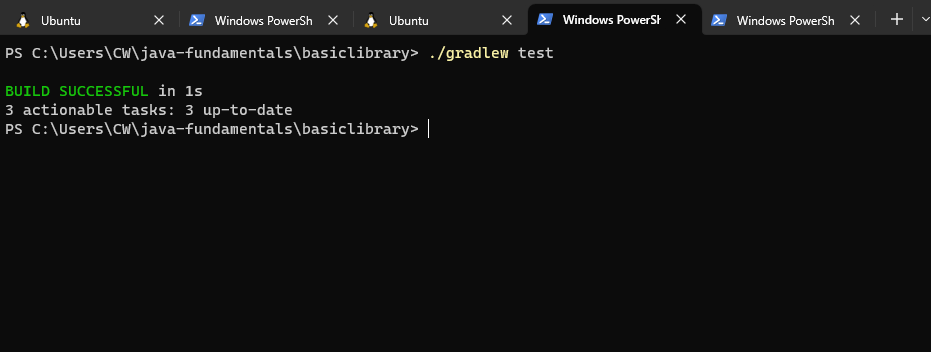 Ubuntu
Windows PowerSh
Ubuntu
Windows PowerSh
Windows PowerSh
PS C:\Users\CW\java-fundamentals\basiclibrary> ./gradlew test
BUILD SUCCESSFUL in 1s
3 actionable tasks: 3 up-to-date
PS C:\Users\CW\java-fundamentals\basiclibrary>